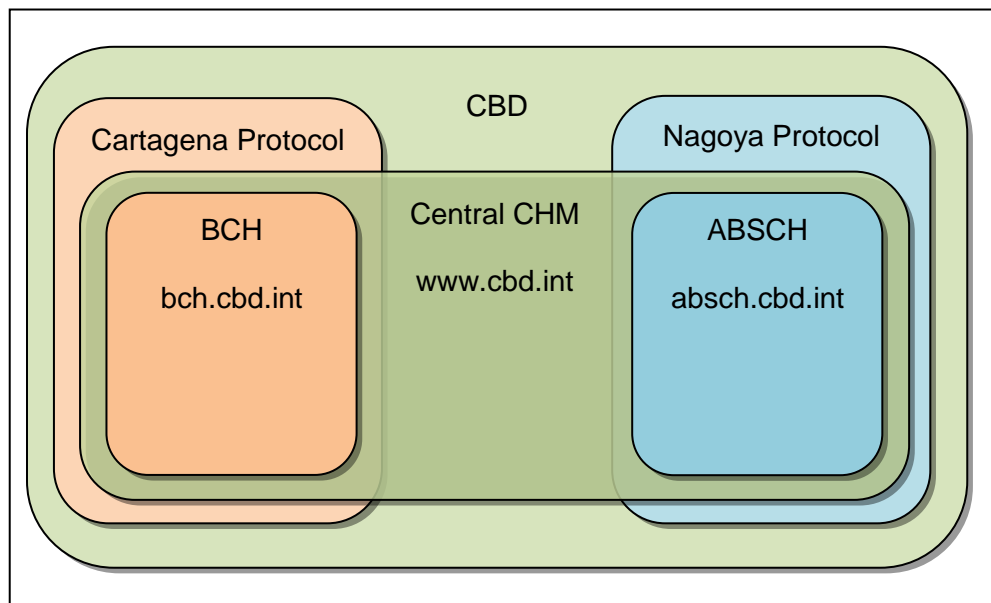 CBD
Cartagena Protocol
Nagoya Protocol
Central CHM
www.cbd.int
BCH
bch.cbd.int
ABSCH
absch.cbd.int